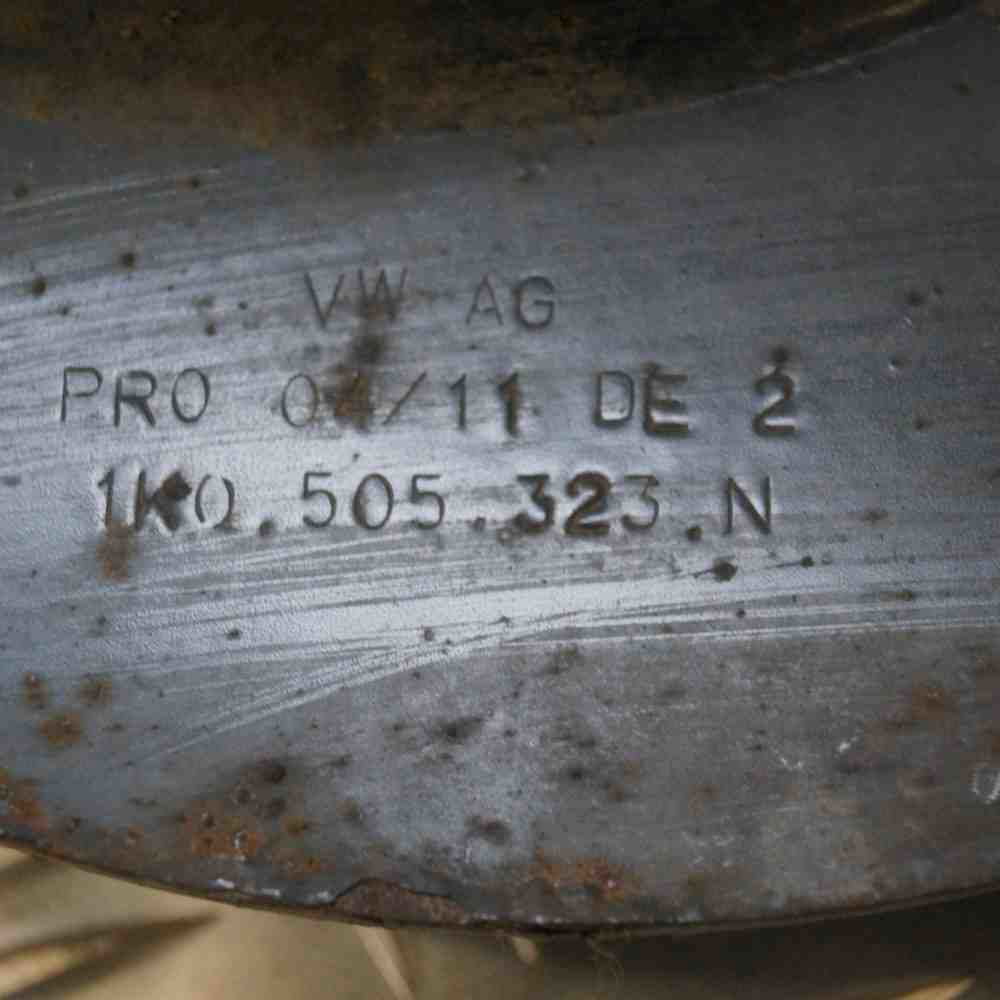 VW AG
PRO 04/11 DE 2
1K0.505.323.N